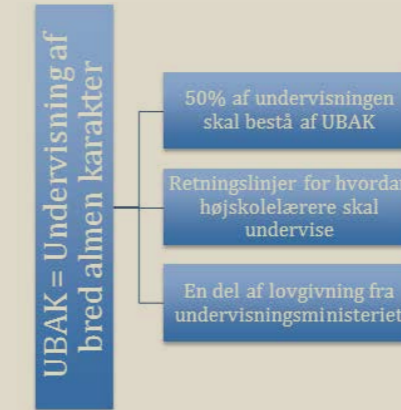 UBAK = Undervisning af
bred almen karakter
50% af undervisningen
skal bestå af UBAK
Retningslinjer for hvordan
højskolelærere skal
undervise
En del af lovgivning fra
undervisningsministeriet